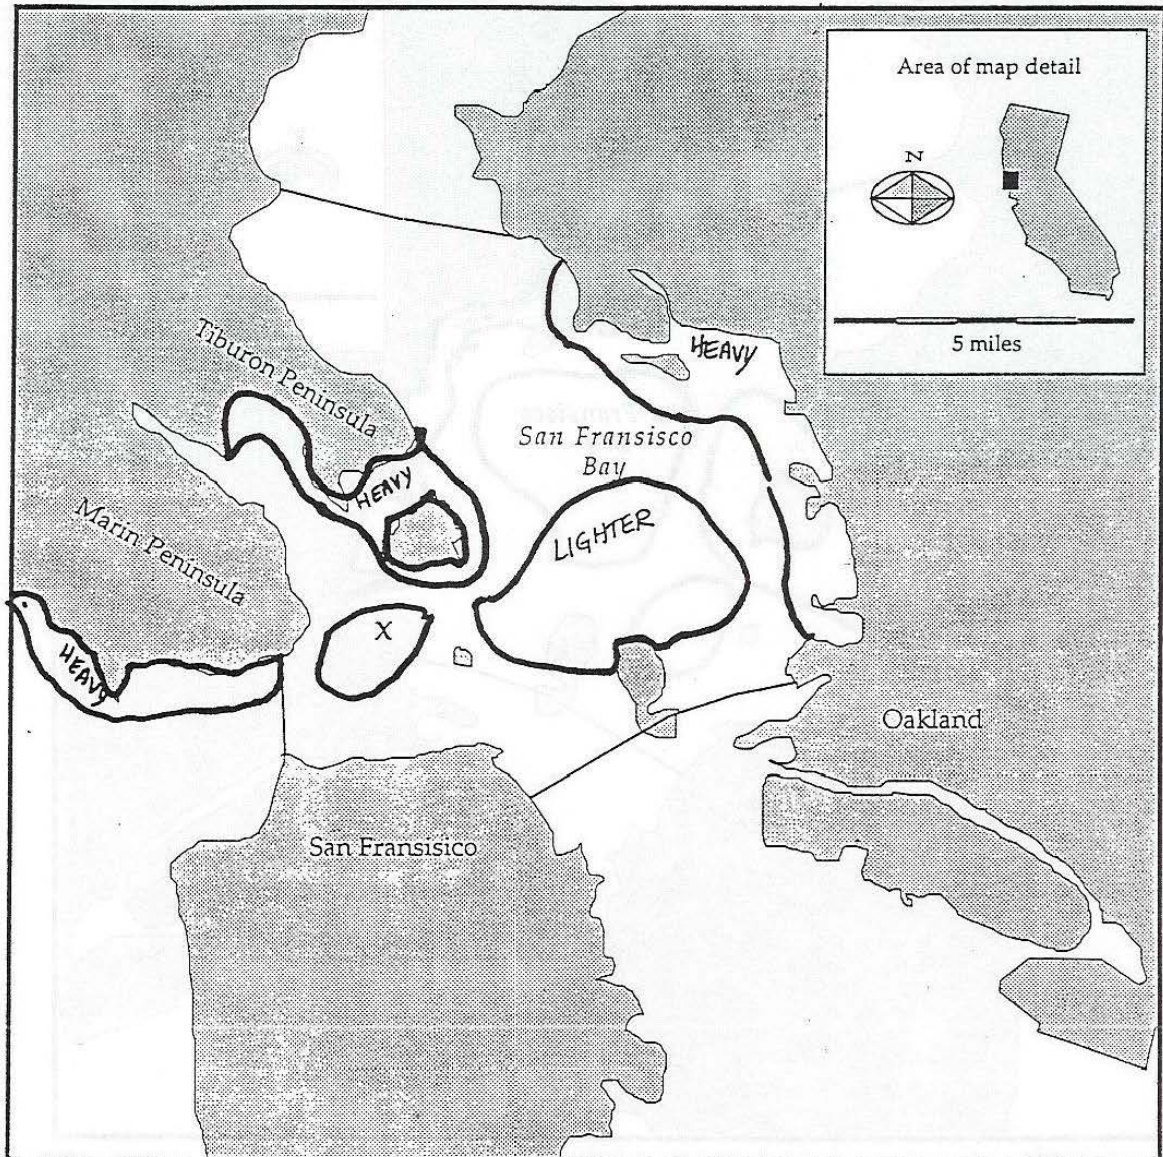 Area of map detail
N
5 miles
HEAVY
Tiburon Peninsula
San Fransisco
Bay
HEAVY
LIGHTER
Marin Peninsula
X
HEAVY
Oakland
San Fransisico